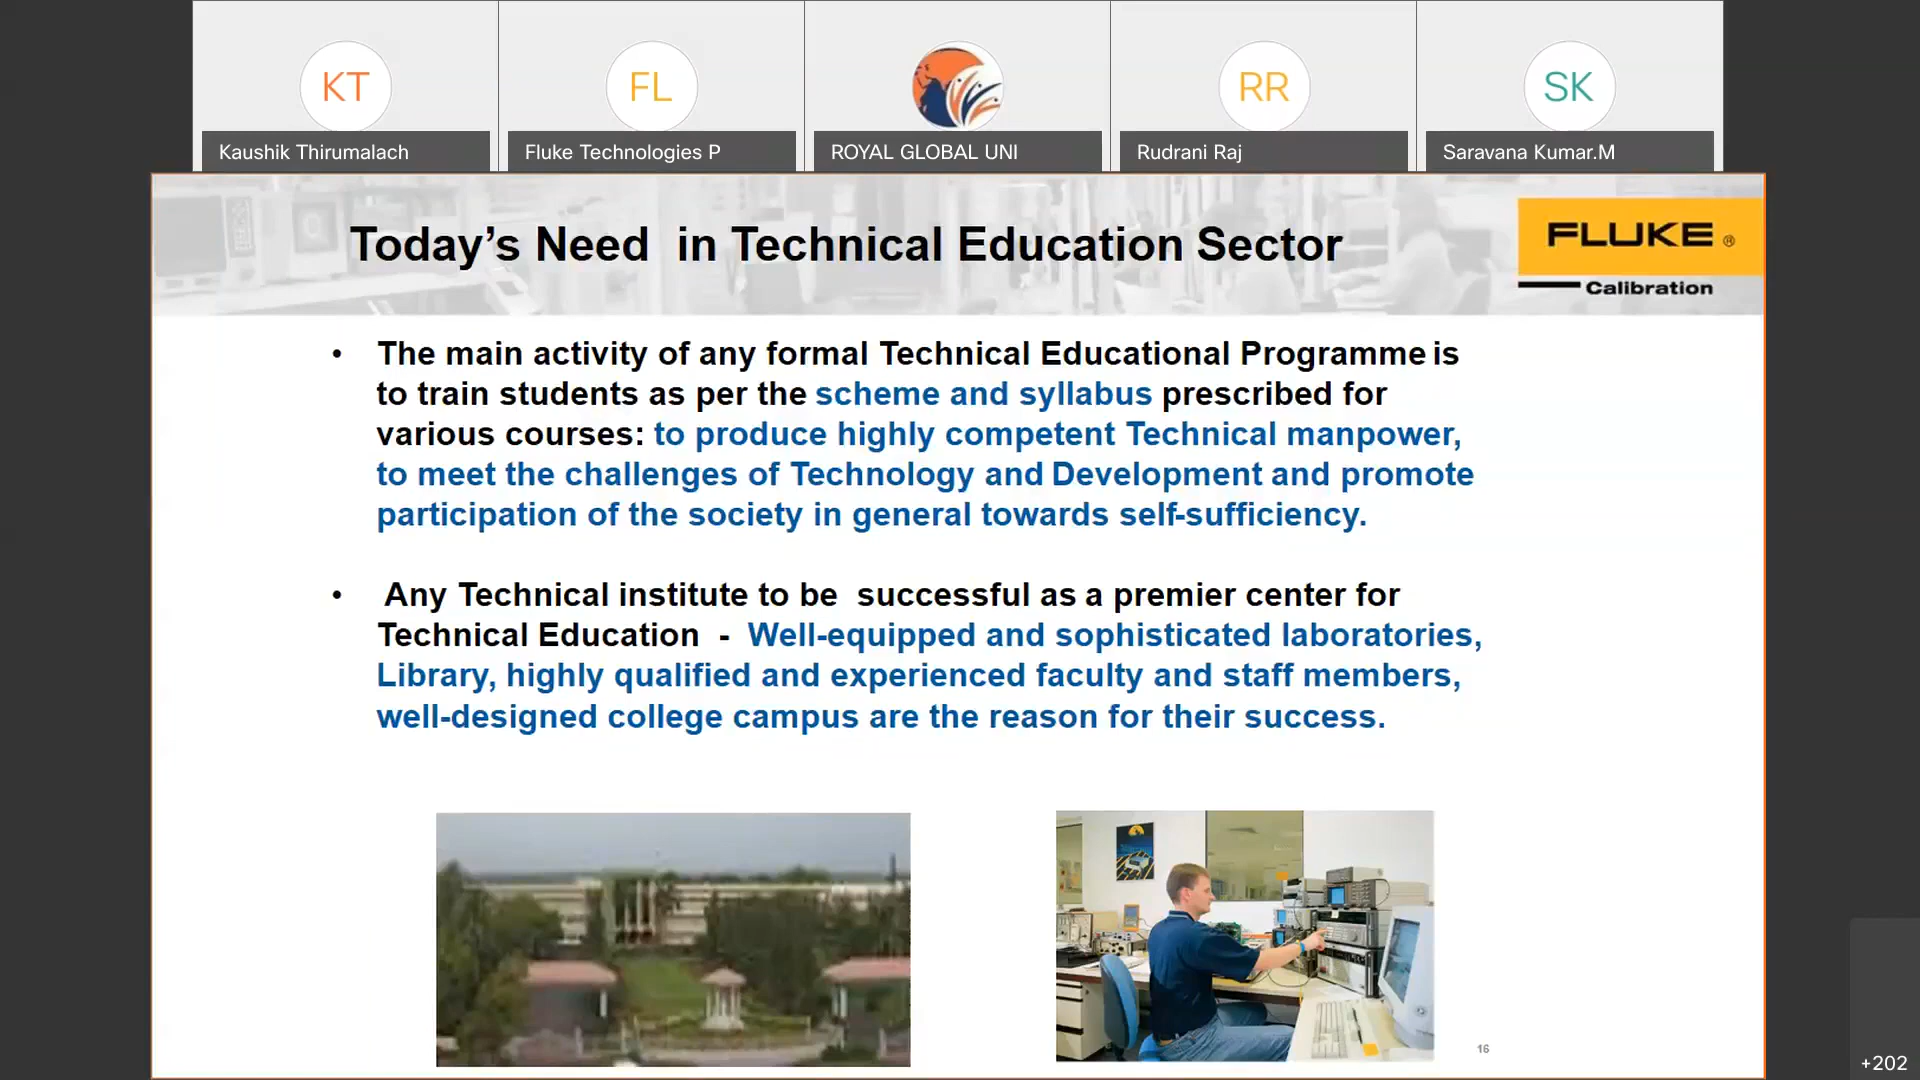 KT
FL
RR
SK
Kaushik Thirumalach
Fluke Technologies P
ROYAL GLOBAL UNI
Rudrani Raj
Saravana Kumar.M
Today’s Need  in Technical Education Sector
FLUKE ®
Calibration
• The main activity of any formal Technical Educational Programme is
to train students as per the scheme and syllabus prescribed for
various courses: to produce highly competent Technical manpower,
to meet the challenges of Technology and Development and promote
participation of the society in general towards self-sufficiency.
• Any Technical institute to be  successful as a premier center for
Technical Education  -  Well-equipped and sophisticated laboratories,
Library, highly qualified and experienced faculty and staff members,
well-designed college campus are the reason for their success.
16
+202